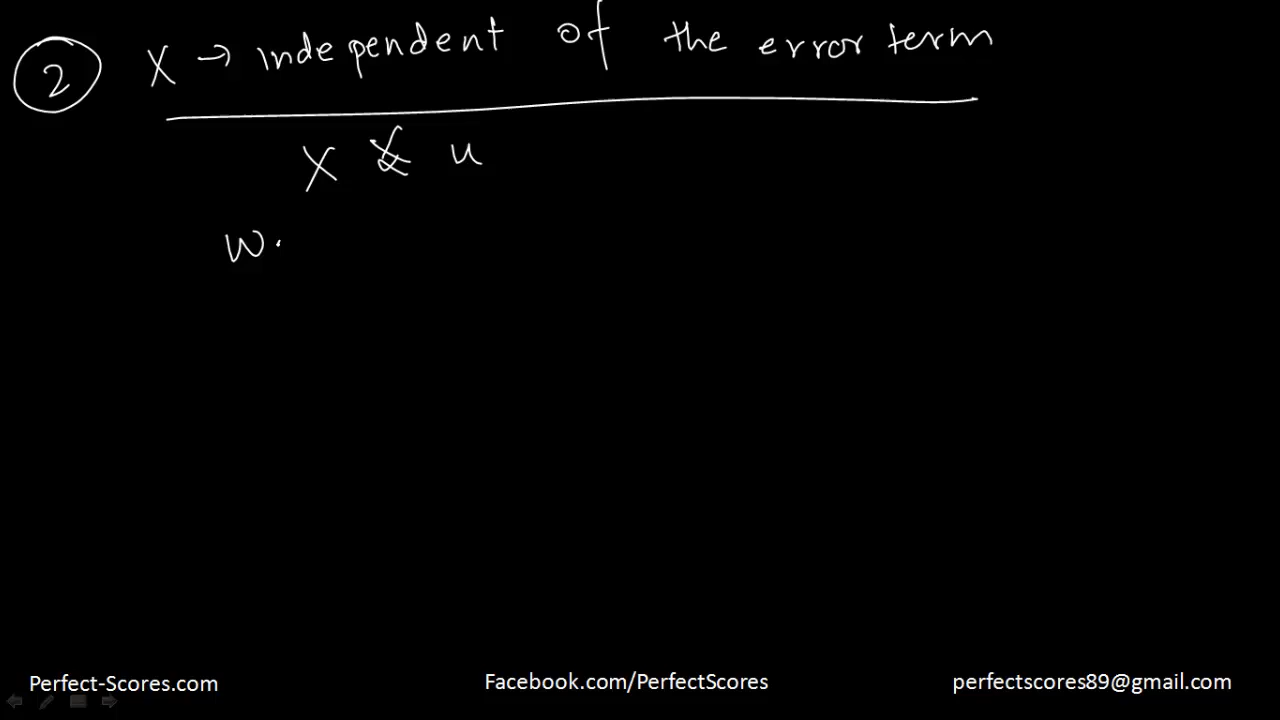 2 X → independent of the error term
X & u
w.
Perfect-Scores.com Facebook.com/PerfectScores perfectscores89@gmail.com